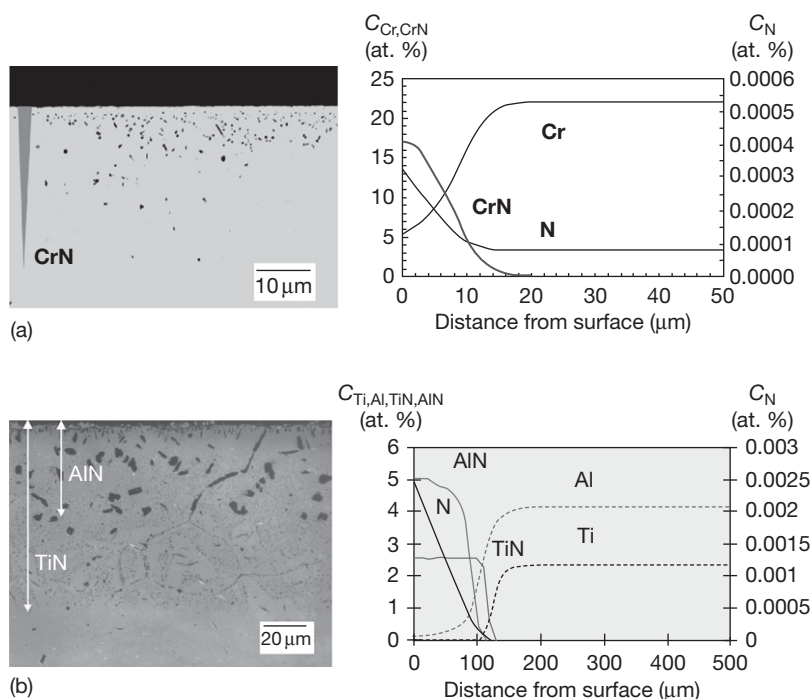 C_Cr,CrN
(at. %)
C_N
(at. %)
25
20
15
10
5
0
0.0006
0.0005
0.0004
0.0003
0.0002
0.0001
0.0000
Cr
CrN
N
0 10 20 30 40 50
Distance from surface (μm)
CrN
10 μm
(a)
C_Ti,Al,TiN,AlN
(at. %)
C_N
(at. %)
6
5
4
3
2
1
0
0.003
0.0025
0.002
0.0015
0.001
0.0005
0
AlN
N
Al
TiN
Ti
0 100 200 300 400 500
Distance from surface (μm)
AlN
TiN
20 μm
(b)